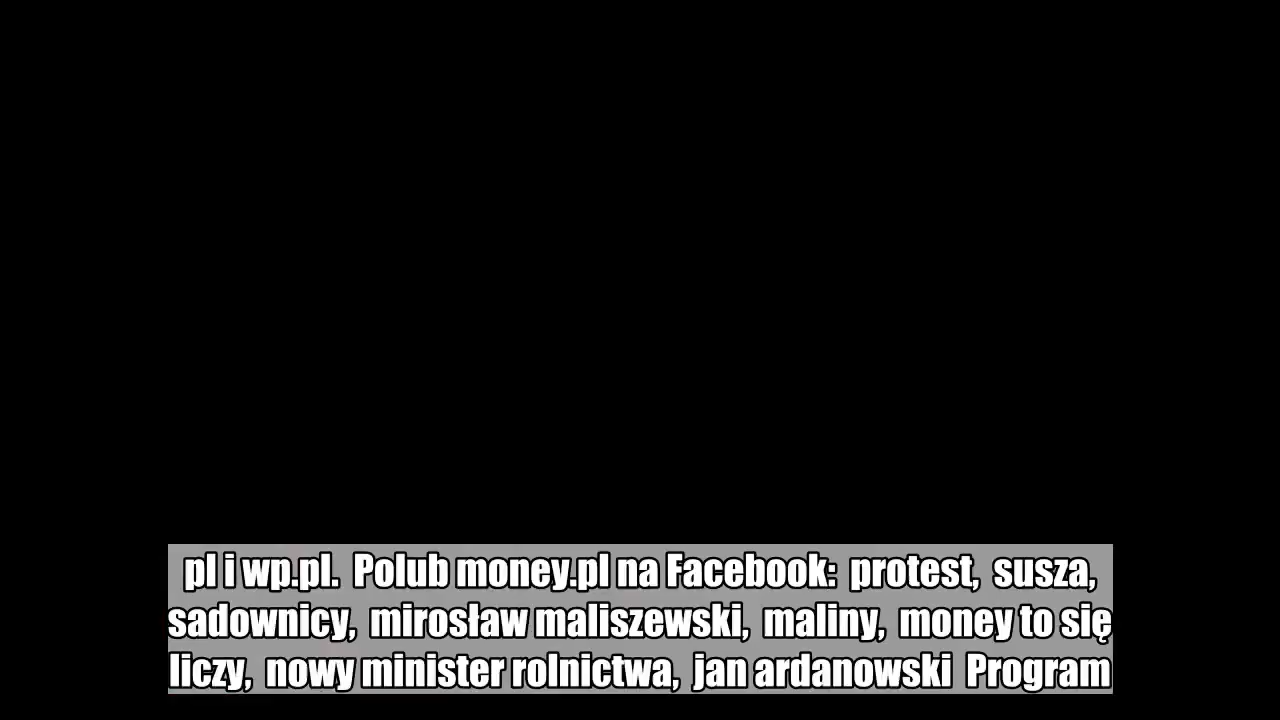 pl i wp.pl. Polub money.pl na Facebook: protest, susza,
sadownicy, mirosław maliszewski, maliny, money to się
liczy, nowy minister rolnictwa, jan ardanowski Program